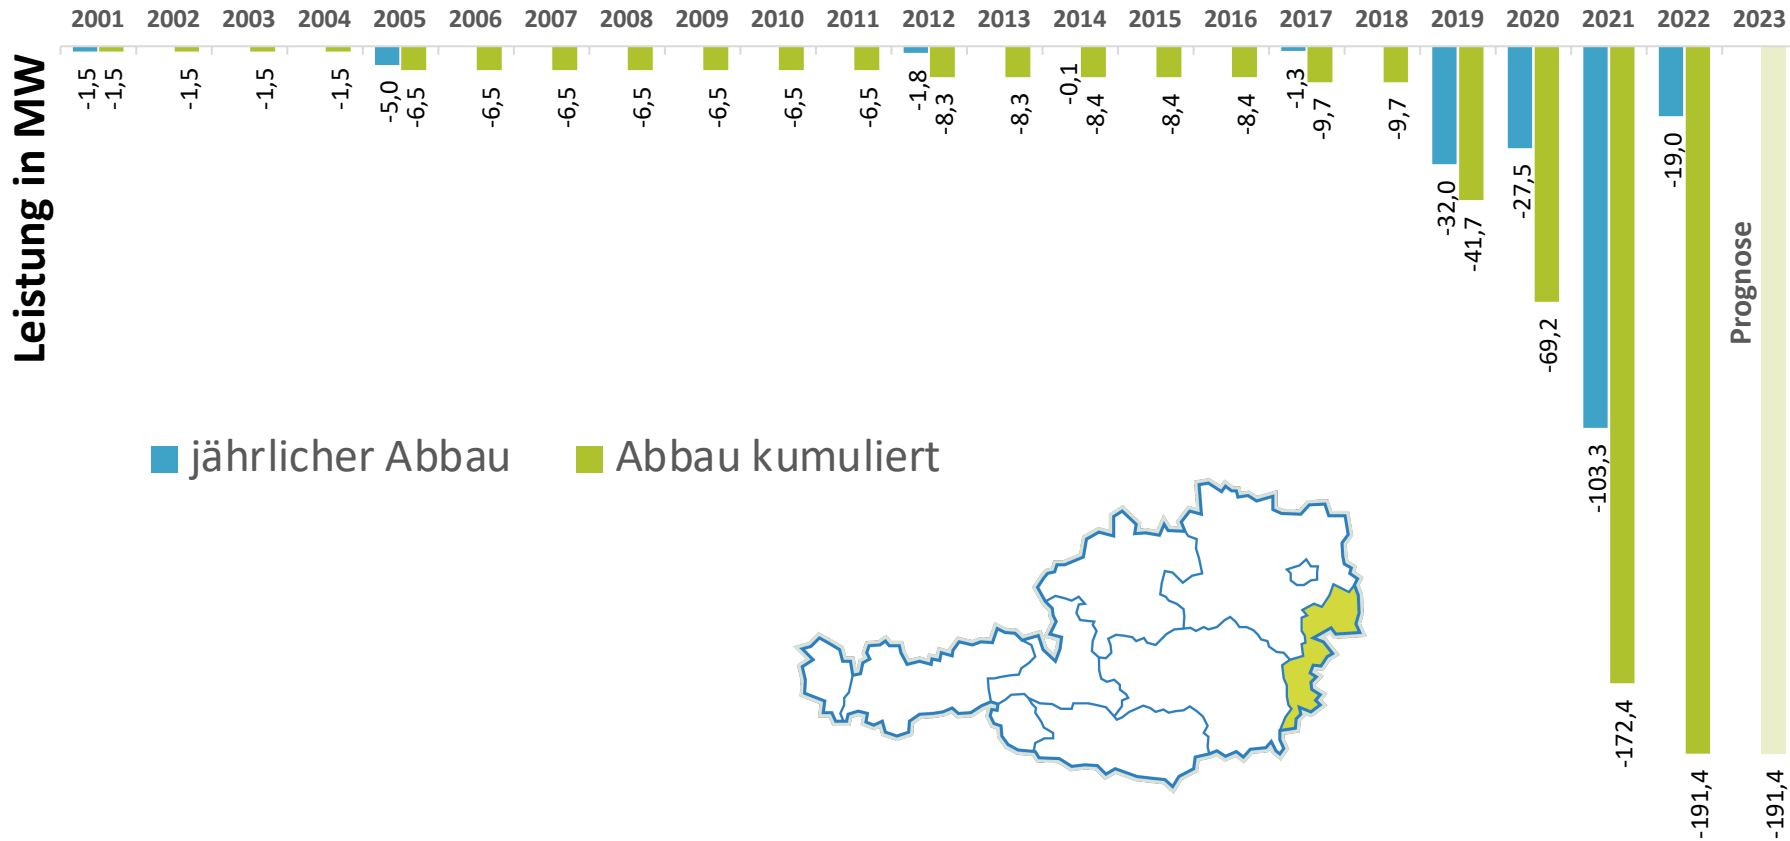 2001 2002 2003 2004 2005 2006 2007 2008 2009 2010 2011 2012 2013 2014 2015 2016 2017 2018 2019 2020 2021 2022 2023
Leistung in MW
-1,5 -1,5 -1,5 -1,5 -1,5 -5,0 -6,5 -6,5 -6,5 -6,5 -6,5 -6,5 -6,5 -1,8 -8,3 -8,3 -0,1 -8,4 -8,4 -8,4 -1,3 -9,7 -9,7 -32,0 -41,7 -27,5 -69,2 -103,3 -172,4 -19,0 -191,4 -191,4
Prognose
jährlicher Abbau
Abbau kumuliert